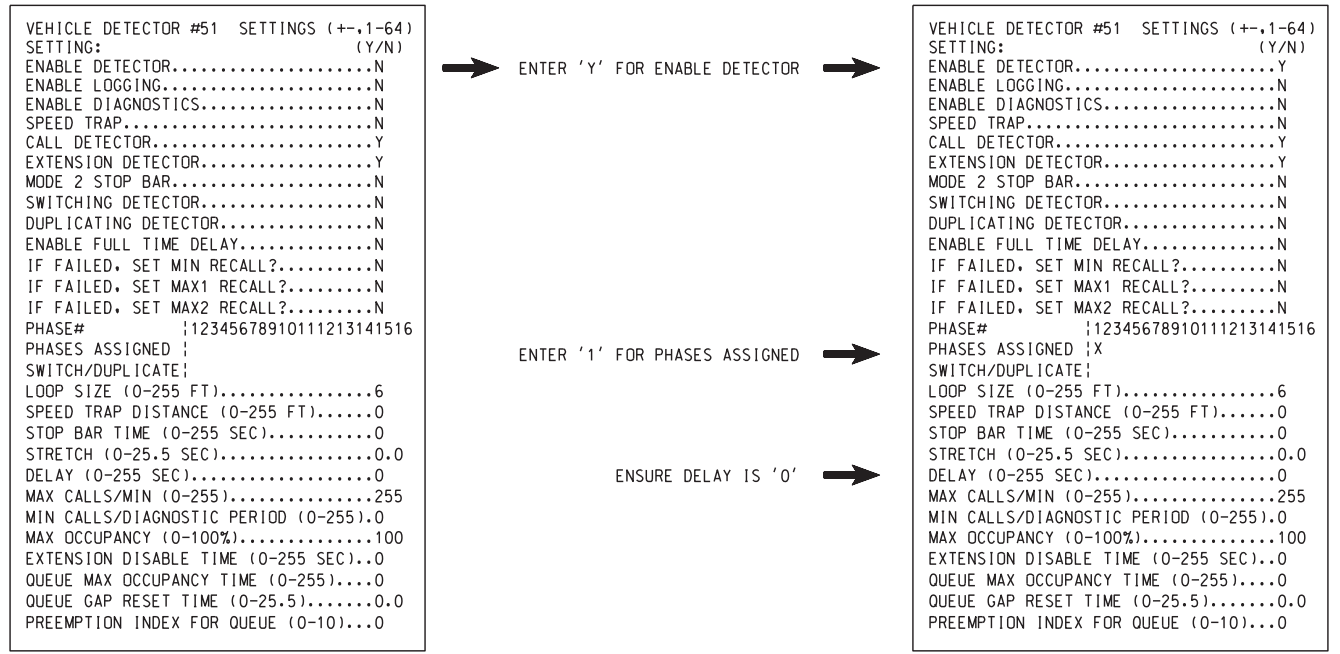 VEHICLE DETECTOR #51 SETTINGS (+-,1-64)
SETTING: (Y/N)
ENABLE DETECTOR......................N
ENABLE LOGGING.......................N
ENABLE DIAGNOSTICS...................N
SPEED TRAP...........................N
CALL DETECTOR........................Y
EXTENSION DETECTOR...................Y
MODE 2 STOP BAR......................N
SWITCHING DETECTOR...................N
DUPLICATING DETECTOR.................N
ENABLE FULL TIME DELAY...............N
IF FAILED, SET MIN RECALL?..........N
IF FAILED, SET MAX1 RECALL?.........N
IF FAILED, SET MAX2 RECALL?.........N
PHASE# ¦12345678910111213141516
PHASES ASSIGNED ¦
SWITCH/DUPLICATE¦
LOOP SIZE (0-255 FT)................6
SPEED TRAP DISTANCE (0-255 FT)......0
STOP BAR TIME (0-255 SEC)...........0
STRETCH (0-25.5 SEC)................0.0
DELAY (0-255 SEC)...................0
MAX CALLS/MIN (0-255)...............255
MIN CALLS/DIAGNOSTIC PERIOD (0-255).0
MAX OCCUPANCY (0-100%)..............100
EXTENSION DISABLE TIME (0-255 SEC)..0
QUEUE MAX OCCUPANCY TIME (0-255)....0
QUEUE GAP RESET TIME (0-25.5).......0.0
PREEMPTION INDEX FOR QUEUE (0-10)...0
ENTER 'Y' FOR ENABLE DETECTOR
ENTER '1' FOR PHASES ASSIGNED
ENSURE DELAY IS '0'
VEHICLE DETECTOR #51 SETTINGS (+-,1-64)
SETTING: (Y/N)
ENABLE DETECTOR......................Y
ENABLE LOGGING.......................N
ENABLE DIAGNOSTICS...................N
SPEED TRAP...........................N
CALL DETECTOR........................Y
EXTENSION DETECTOR...................Y
MODE 2 STOP BAR......................N
SWITCHING DETECTOR...................N
DUPLICATING DETECTOR.................N
ENABLE FULL TIME DELAY...............N
IF FAILED, SET MIN RECALL?..........N
IF FAILED, SET MAX1 RECALL?.........N
IF FAILED, SET MAX2 RECALL?.........N
PHASE# ¦12345678910111213141516
PHASES ASSIGNED ¦X
SWITCH/DUPLICATE¦
LOOP SIZE (0-255 FT)................6
SPEED TRAP DISTANCE (0-255 FT)......0
STOP BAR TIME (0-255 SEC)...........0
STRETCH (0-25.5 SEC)................0.0
DELAY (0-255 SEC)...................0
MAX CALLS/MIN (0-255)...............255
MIN CALLS/DIAGNOSTIC PERIOD (0-255).0
MAX OCCUPANCY (0-100%)..............100
EXTENSION DISABLE TIME (0-255 SEC)..0
QUEUE MAX OCCUPANCY TIME (0-255)....0
QUEUE GAP RESET TIME (0-25.5).......0.0
PREEMPTION INDEX FOR QUEUE (0-10)...0